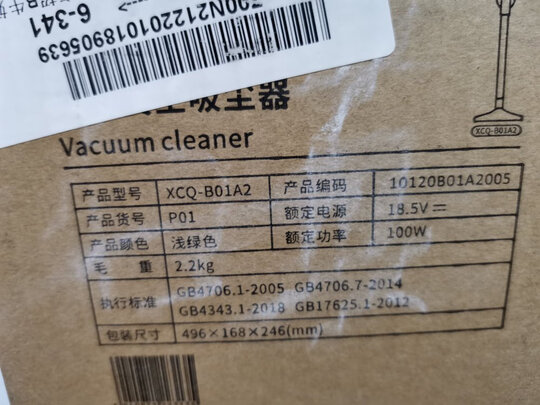 6-341
Z00N21220101890５639
吸尘器
Vacuum cleaner
XCQ-B01A2
产品型号 XCQ-B01A2 产品编码 10120B01A2005
产品货号 P01 额定电源 18.5V⎓
产品颜色 浅绿色 额定功率 100W
毛 重 2.2kg
执行标准 GB4706.1-2005 GB4706.7-2014
GB4343.1-2018 GB17625.1-2012
包装尺寸 496×168×246(mm)